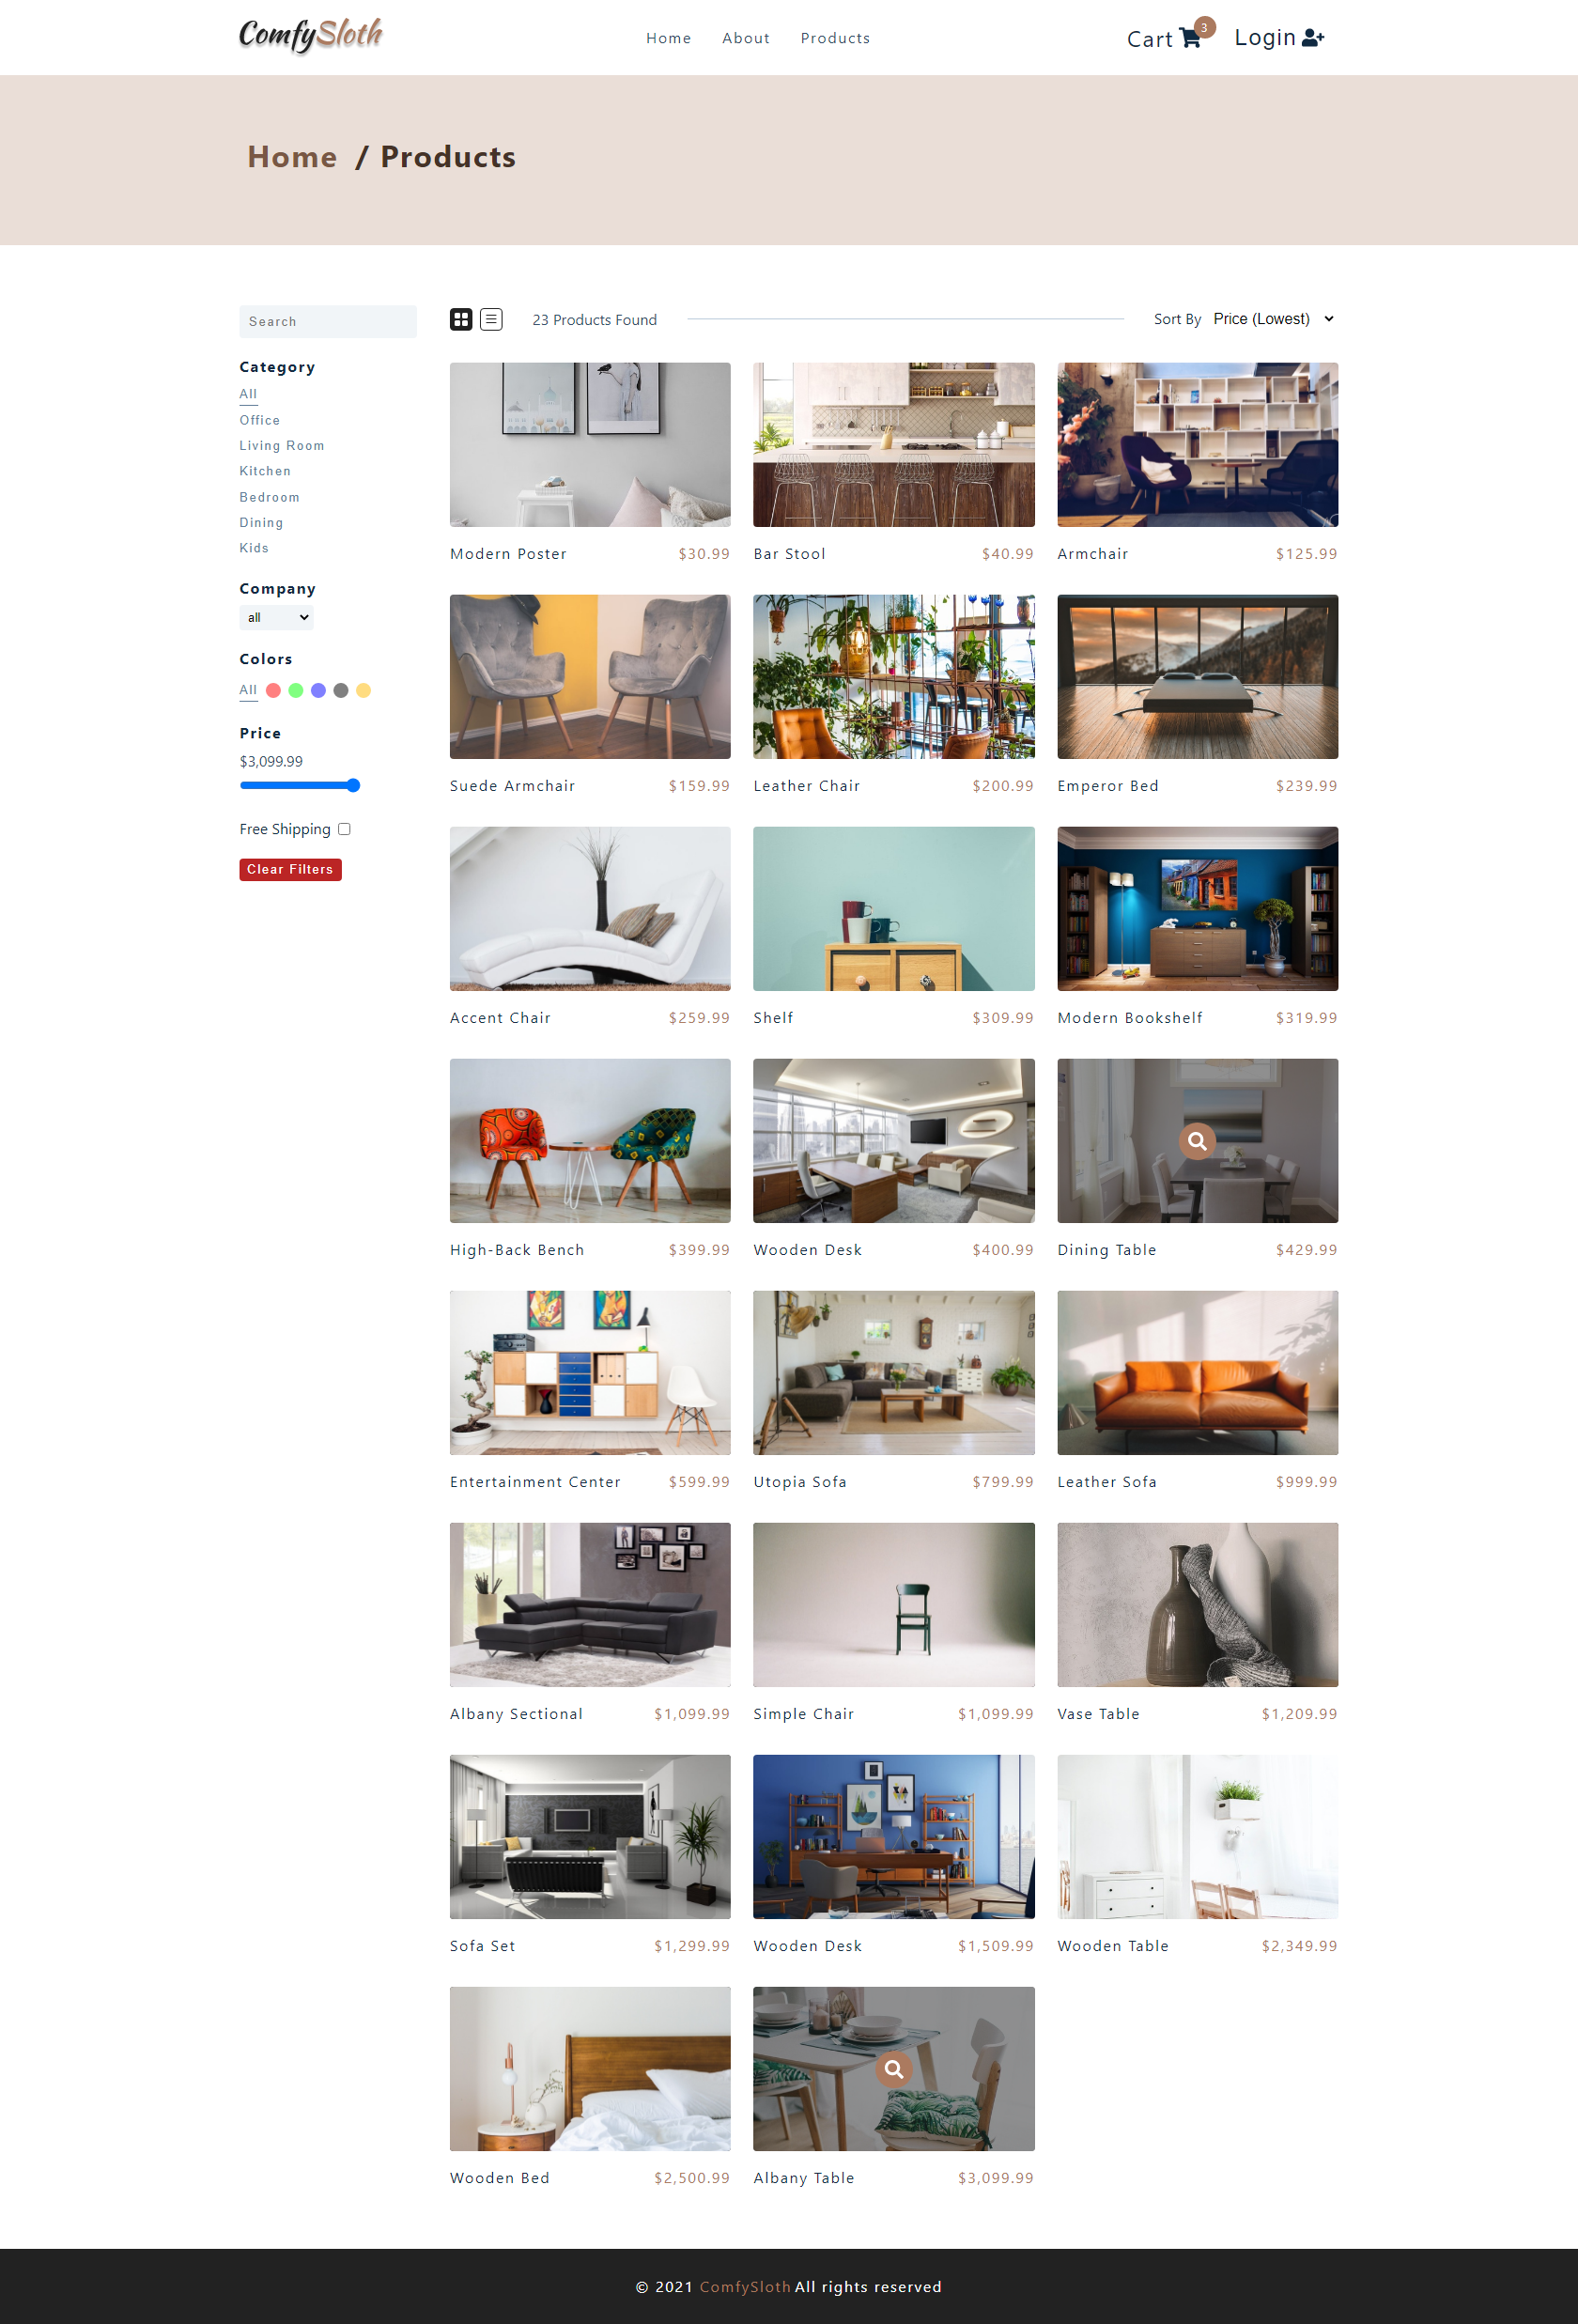 ComfySloth
Home About Products
Cart 3 Login
Home / Products
Search
23 Products Found
Sort By Price (Lowest)
Category
All
Office
Living Room
Kitchen
Bedroom
Dining
Kids
Company
all
Colors
All
Price
$3,099.99
Free Shipping
Clear Filters
Modern Poster $30.99
Bar Stool $40.99
Armchair $125.99
Suede Armchair $159.99
Leather Chair $200.99
Emperor Bed $239.99
Accent Chair $259.99
Shelf $309.99
Modern Bookshelf $319.99
High-Back Bench $399.99
Wooden Desk $400.99
Dining Table $429.99
Entertainment Center $599.99
Utopia Sofa $799.99
Leather Sofa $999.99
Albany Sectional $1,099.99
Simple Chair $1,099.99
Vase Table $1,209.99
Sofa Set $1,299.99
Wooden Desk $1,509.99
Wooden Table $2,349.99
Wooden Bed $2,500.99
Albany Table $3,099.99
© 2021 ComfySloth All rights reserved